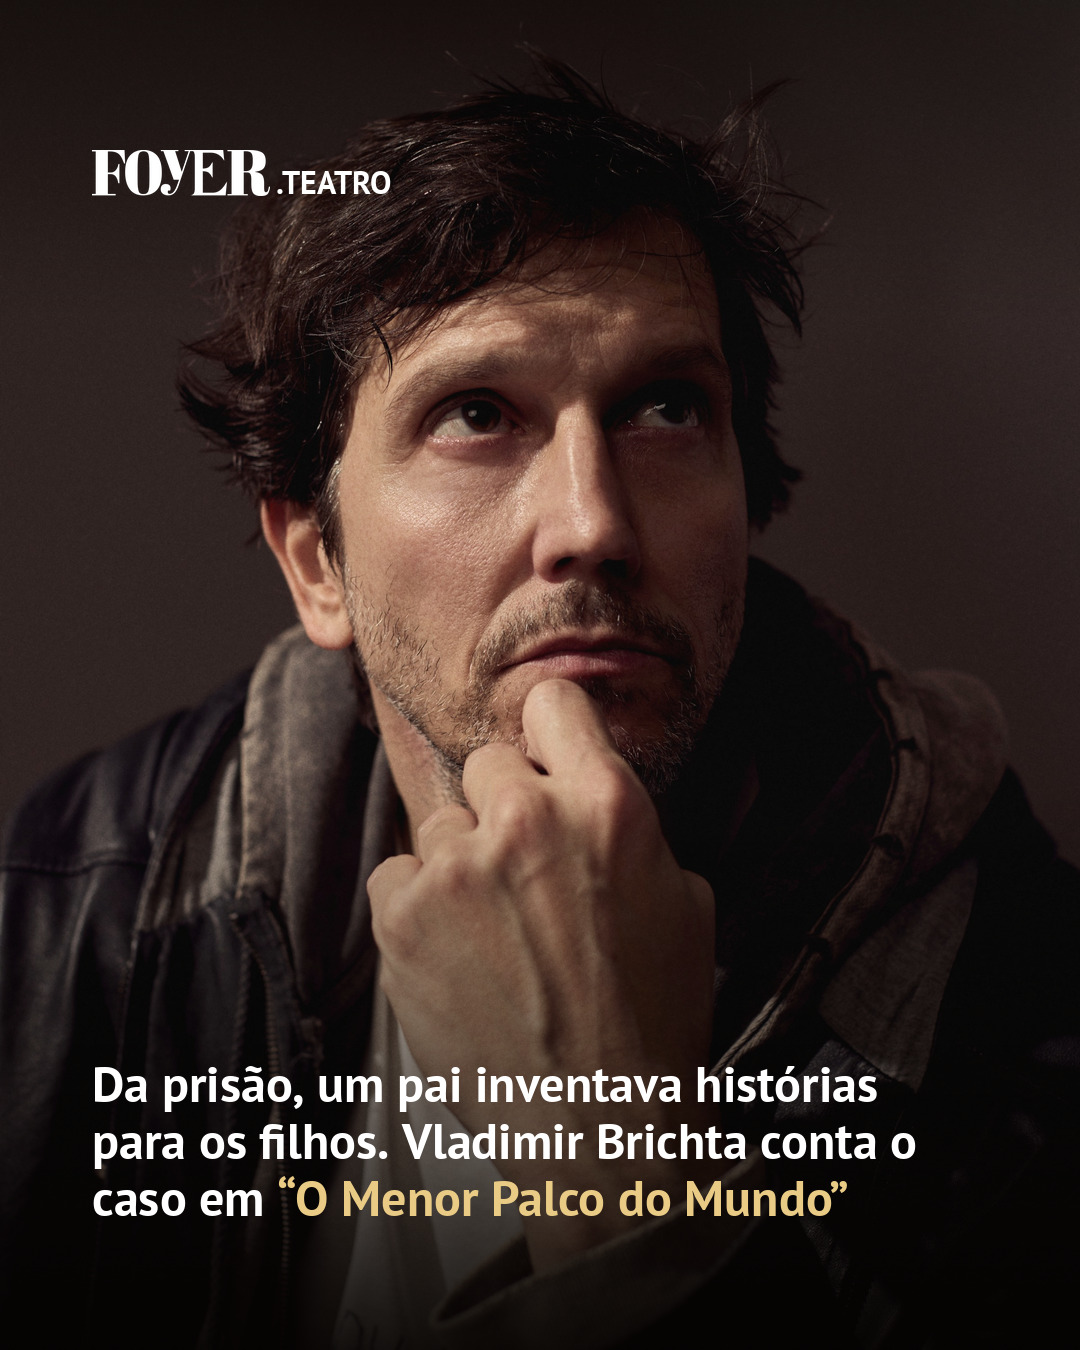 FOYER .TEATRO
Da prisão, um pai inventava histórias
para os filhos. Vladimir Brichta conta o
caso em “O Menor Palco do Mundo”